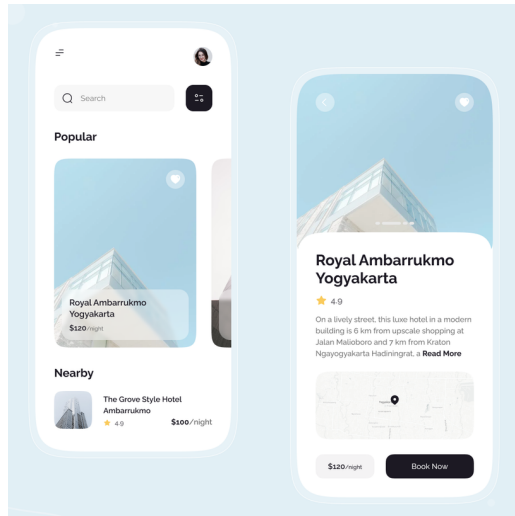 Search
Popular
Royal Ambarrukmo
Yogyakarta
$120/night
Nearby
The Grove Style Hotel
Ambarrukmo
4.9
$100/night
Royal Ambarrukmo
Yogyakarta
4.9
On a lively street, this luxe hotel in a modern
building is 6 km from upscale shopping at
Jalan Malioboro and 7 km from Kraton
Ngayogyakarta Hadiningrat, a Read More
$120/night
Book Now